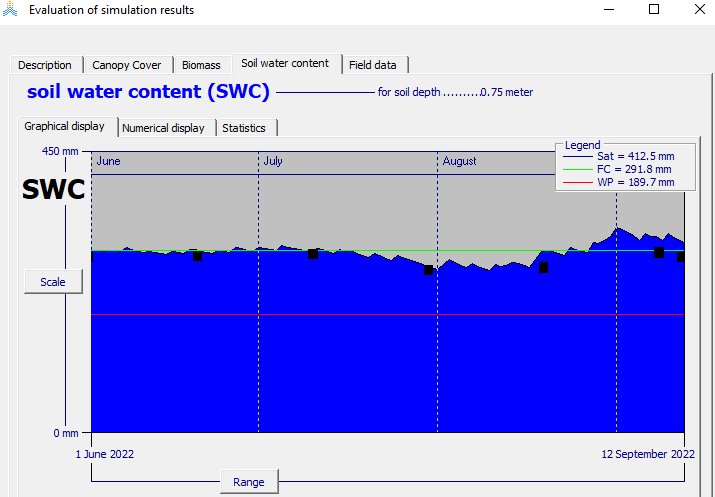 Evaluation of simulation results
Description Canopy Cover Biomass Soil water content Field data
soil water content (SWC) for soil depth ..........0.75 meter
Graphical display Numerical display Statistics
450 mm
June July August
Legend
Sat = 412.5 mm
FC = 291.8 mm
WP = 189.7 mm
SWC
Scale
0 mm
1 June 2022 12 September 2022
Range